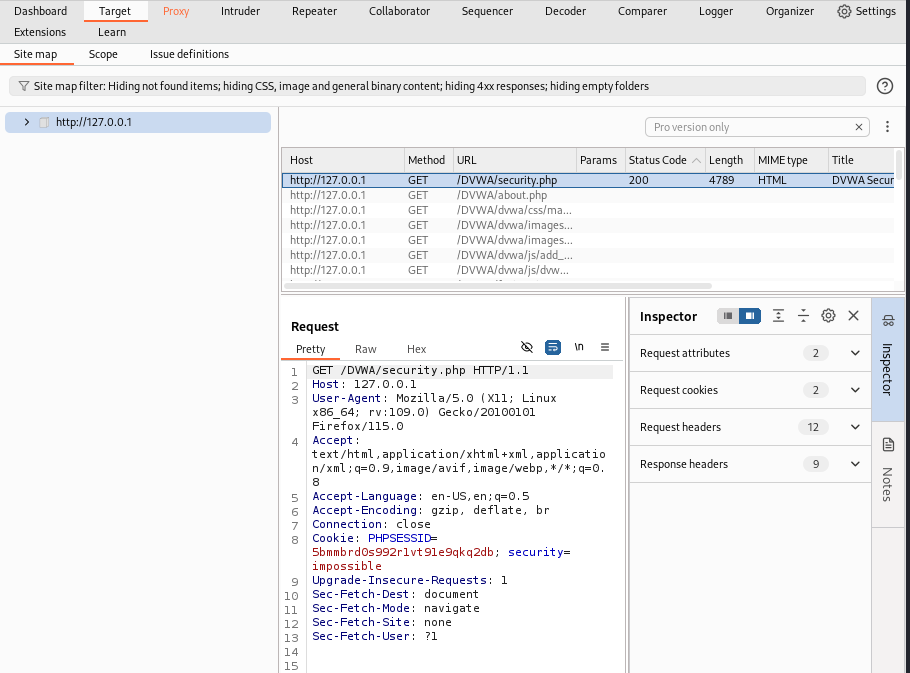 Dashboard Target Proxy Intruder Repeater Collaborator Sequencer Decoder Comparer Logger Organizer Settings
Extensions Learn
Site map Scope Issue definitions
Site map filter: Hiding not found items; hiding CSS, image and general binary content; hiding 4xx responses; hiding empty folders ?
http://127.0.0.1
Pro version only
Host Method URL Params Status Code Length MIME type Title
http://127.0.0.1 GET /DVWA/security.php 200 4789 HTML DVWA Secur
http://127.0.0.1 GET /DVWA/about.php
http://127.0.0.1 GET /DVWA/dvwa/css/ma...
http://127.0.0.1 GET /DVWA/dvwa/images...
http://127.0.0.1 GET /DVWA/dvwa/images...
http://127.0.0.1 GET /DVWA/dvwa/js/add_...
http://127.0.0.1 GET /DVWA/dvwa/js/dvw...
Request
Pretty Raw Hex \n
1 GET /DVWA/security.php HTTP/1.1
2 Host: 127.0.0.1
3 User-Agent: Mozilla/5.0 (X11; Linux
x86_64; rv:109.0) Gecko/20100101
Firefox/115.0
4 Accept:
text/html,application/xhtml+xml,applicatio
n/xml;q=0.9,image/avif,image/webp,*/*;q=0.
8
5 Accept-Language: en-US,en;q=0.5
6 Accept-Encoding: gzip, deflate, br
7 Connection: close
8 Cookie: PHPSESSID=
5bmmbrd0s992r1vt91e9qkq2db; security=
impossible
9 Upgrade-Insecure-Requests: 1
10 Sec-Fetch-Dest: document
11 Sec-Fetch-Mode: navigate
12 Sec-Fetch-Site: none
13 Sec-Fetch-User: ?1
14
15
Inspector
Request attributes 2
Request cookies 2
Request headers 12
Response headers 9
Inspector
Notes